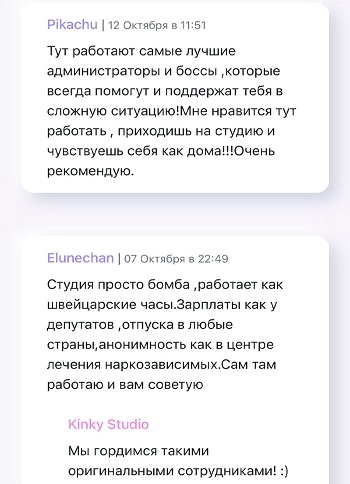 Pikachu | 12 Октября в 11:51
Тут работают самые лучшие
администраторы и боссы ,которые
всегда помогут и поддержат тебя в
сложную ситуацию!Мне нравится тут
работать , приходишь на студию и
чувствуешь себя как дома!!!Очень
рекомендую.
Elunechan | 07 Октября в 22:49
Студия просто бомба ,работает как
швейцарские часы.Зарплаты как у
депутатов ,отпуска в любые
страны,анонимность как в центре
лечения наркозависимых.Сам там
работаю и вам советую
Kinky Studio
Мы гордимся такими
оригинальными сотрудниками! :)